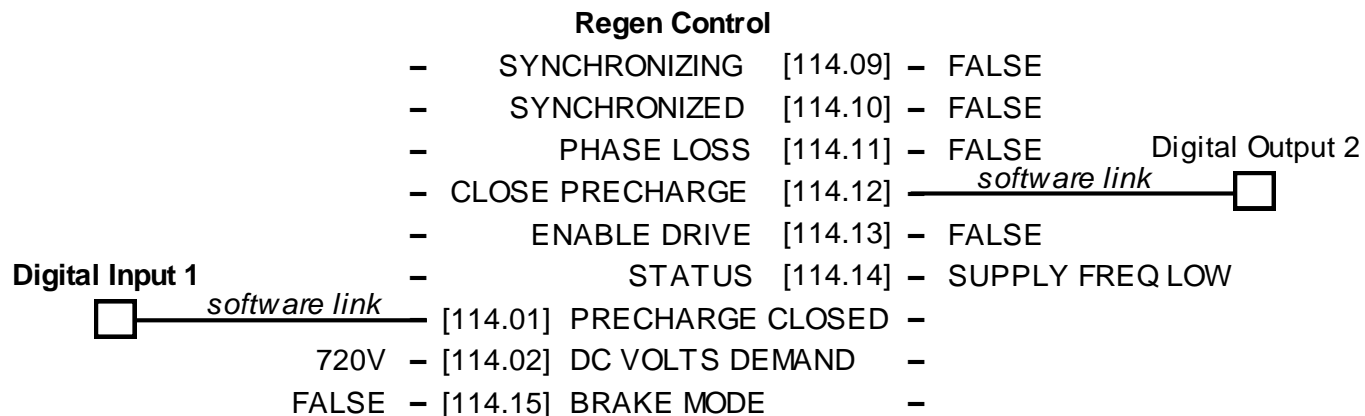 Regen Control
– SYNCHRONIZING [114.09] – FALSE
– SYNCHRONIZED [114.10] – FALSE
– PHASE LOSS [114.11] – FALSE Digital Output 2
– CLOSE PRECHARGE [114.12] – software link
– ENABLE DRIVE [114.13] – FALSE
Digital Input 1 – STATUS [114.14] – SUPPLY FREQ LOW
software link – [114.01] PRECHARGE CLOSED –
720V – [114.02] DC VOLTS DEMAND –
FALSE – [114.15] BRAKE MODE –